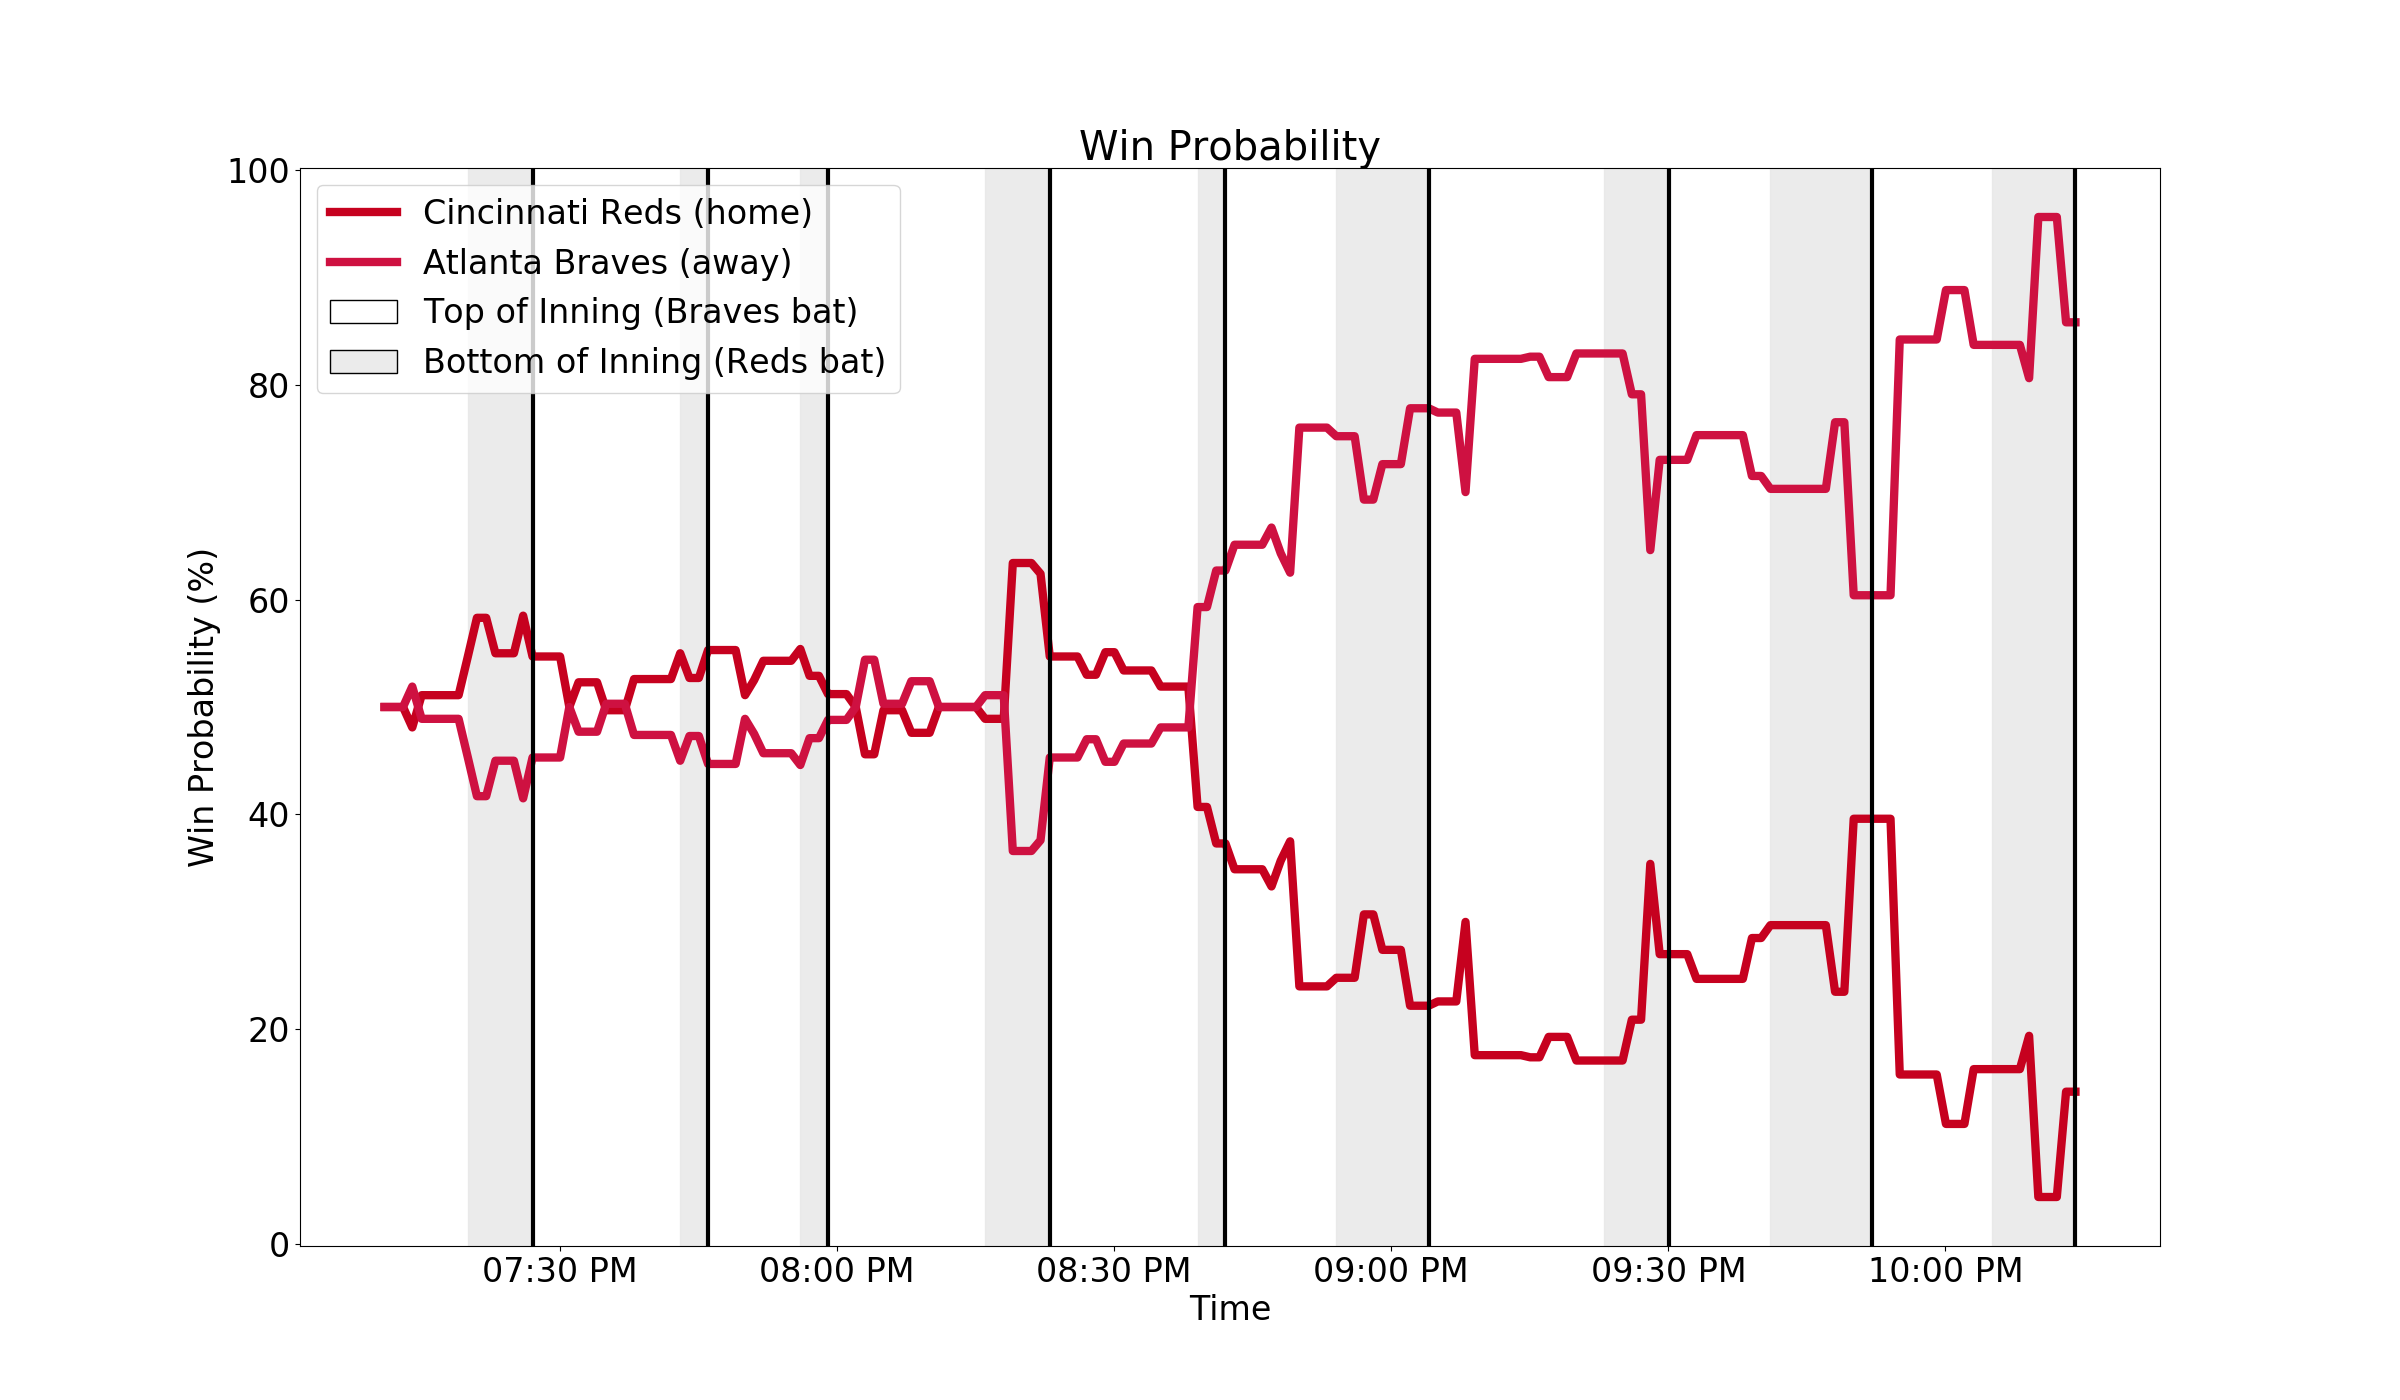 Win Probability
100
80
60
40
20
0
Win Probability (%)
Cincinnati Reds (home)
Atlanta Braves (away)
Top of Inning (Braves bat)
Bottom of Inning (Reds bat)
07:30 PM 08:00 PM 08:30 PM 09:00 PM 09:30 PM 10:00 PM
Time